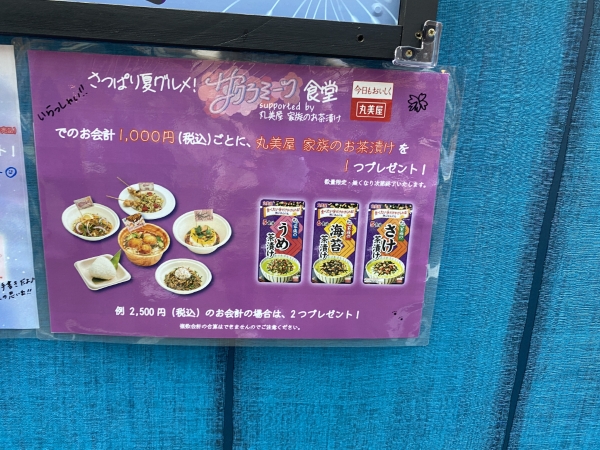 さっぱり夏グルメ！
いらっしゃい!!
食堂
supported by
丸美屋 家族のお茶漬け
今日もおいしく
丸美屋
でのお会計1,000円(税込)ごとに、丸美屋 家族のお茶漬けを
1つプレゼント！
数量限定・無くなり次第終了いたします。
うめ
茶漬け
海苔
茶漬け
さけ
茶漬け
例 2,500円(税込)のお会計の場合は、2つプレゼント！
複数会計の合算はできませんのでご注意ください。